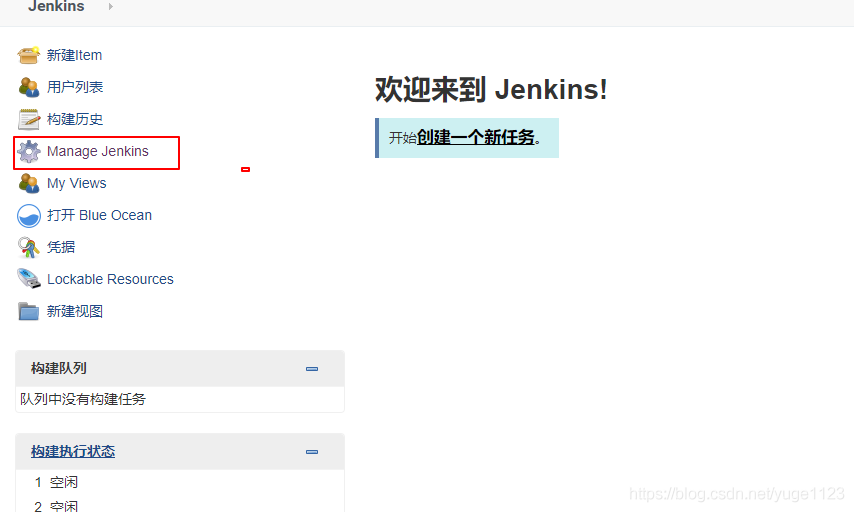 Jenkins
新建Item
用户列表
构建历史
Manage Jenkins
My Views
打开 Blue Ocean
凭据
Lockable Resources
新建视图
欢迎来到 Jenkins!
开始创建一个新任务。
构建队列
队列中没有构建任务
构建执行状态
1 空闲
2 空闲
https://blog.csdn.net/yuge1123